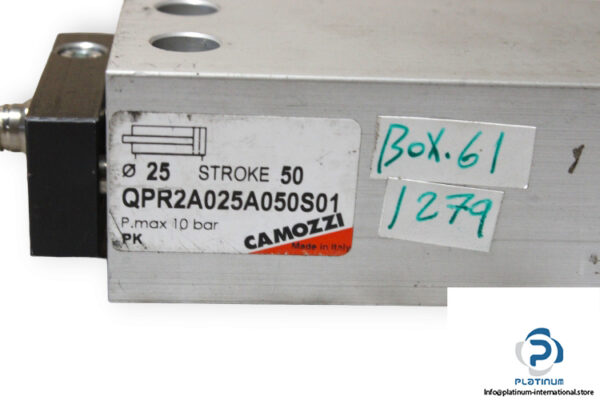 Ø 25 STROKE 50
QPR2A025A050S01
P.max 10 bar
PK
CAMOZZI
Made in Italy
BOX.61
1279
PLATINUM
Info@platinum-international.store